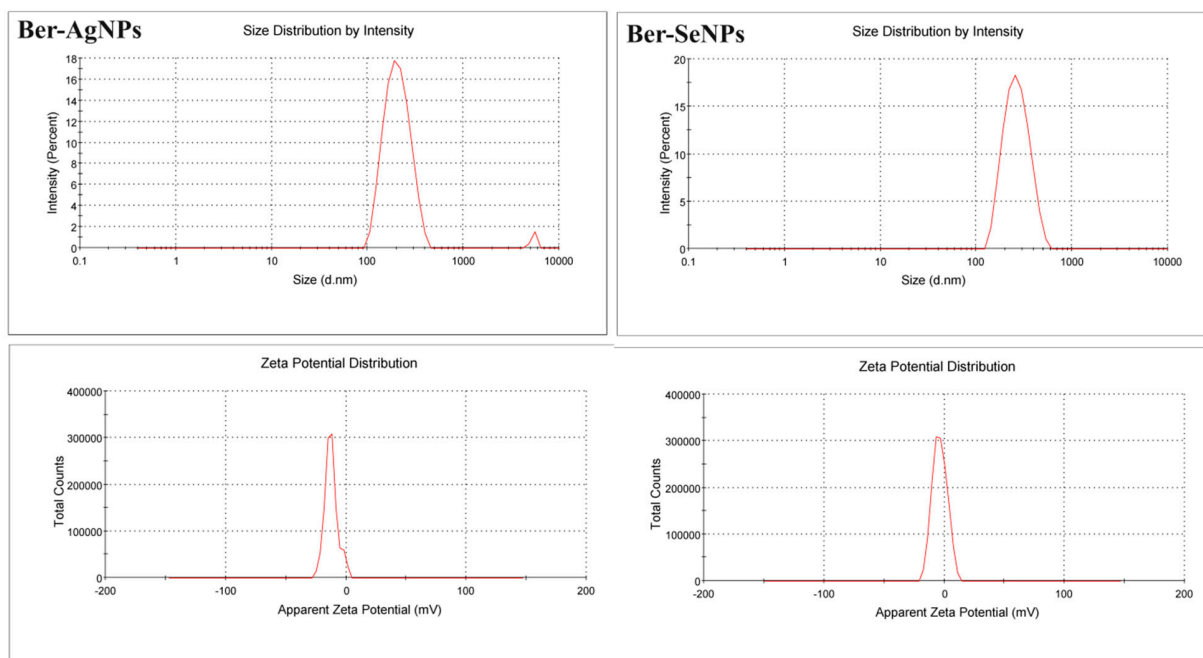 Ber-AgNPs
Size Distribution by Intensity
18
16
14
12
10
8
6
4
2
0
Intensity (Percent)
0.1 1 10 100 1000 10000
Size (d.nm)
Ber-SeNPs
Size Distribution by Intensity
20
15
10
5
0
Intensity (Percent)
0.1 1 10 100 1000 10000
Size (d.nm)
Zeta Potential Distribution
400000
300000
200000
100000
0
Total Counts
-200 -100 0 100 200
Apparent Zeta Potential (mV)
Zeta Potential Distribution
400000
300000
200000
100000
0
Total Counts
-200 -100 0 100 200
Apparent Zeta Potential (mV)